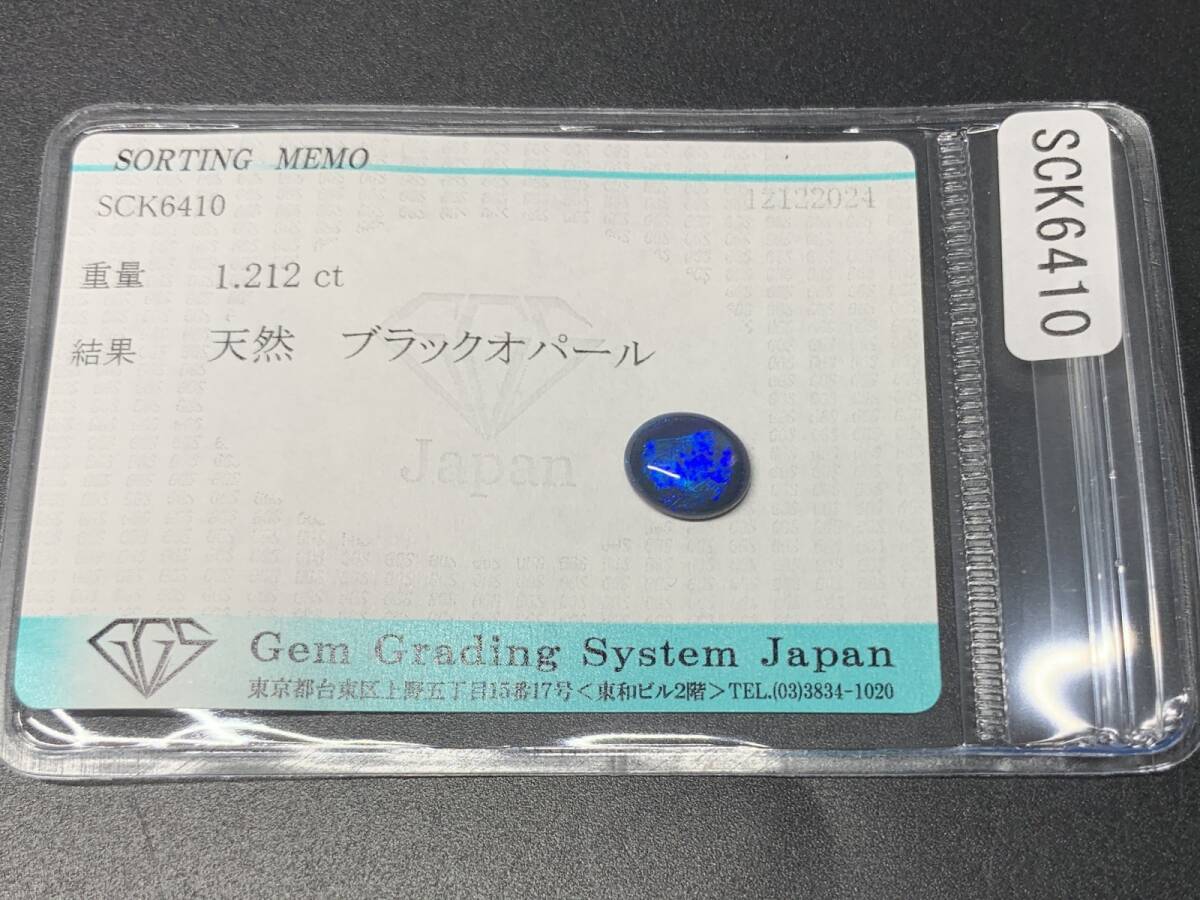 SORTING MEMO
SCK6410 12122024
重量 1.212 ct
結果 天然 ブラックオパール
Japan
GGS Gem Grading System Japan
東京都台東区上野五丁目15番17号＜東和ビル2階＞TEL.(03)3834-1020
SCK6410